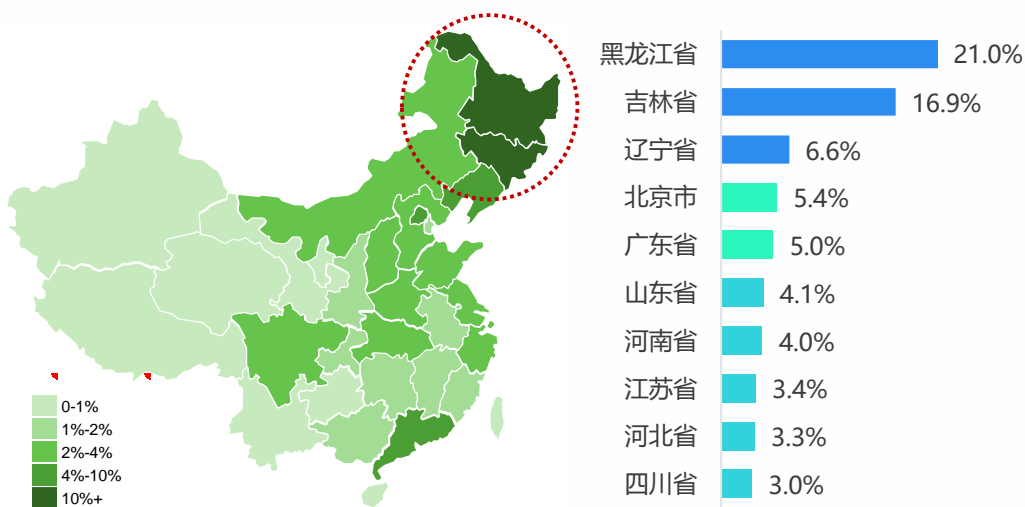 黑龙江省 21.0%
吉林省 16.9%
辽宁省 6.6%
北京市 5.4%
广东省 5.0%
山东省 4.1%
河南省 4.0%
江苏省 3.4%
河北省 3.3%
四川省 3.0%
0-1%
1%-2%
2%-4%
4%-10%
10%+